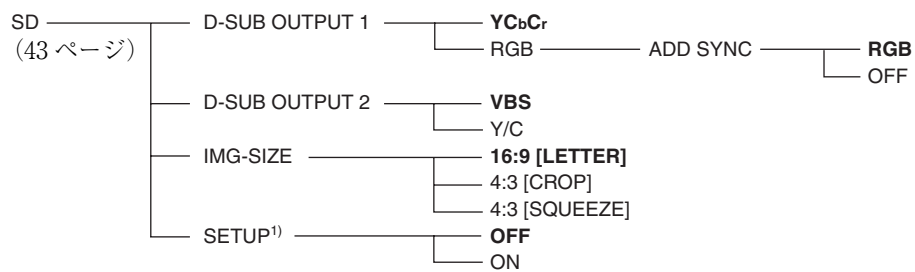 SD D-SUB OUTPUT 1 YCbCr
(43 ページ) RGB ADD SYNC RGB
OFF
D-SUB OUTPUT 2 VBS
Y/C
IMG-SIZE 16:9 [LETTER]
4:3 [CROP]
4:3 [SQUEEZE]
SETUP1) OFF
ON